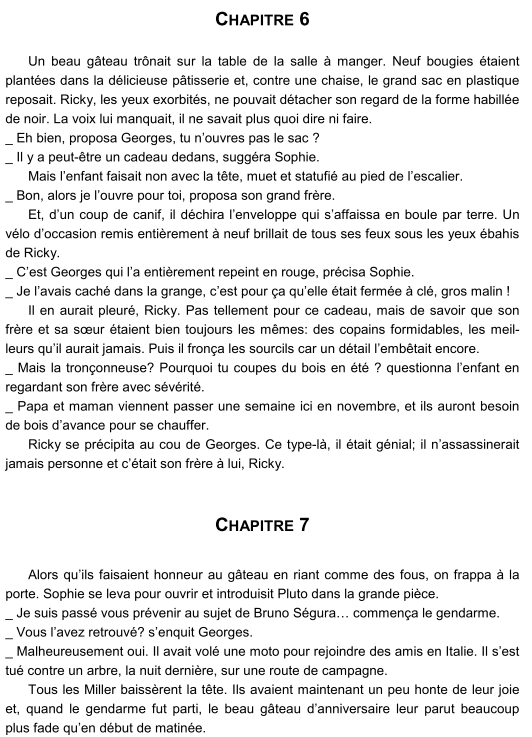 CHAPITRE 6
Un beau gâteau trônait sur la table de la salle à manger. Neuf bougies étaient
plantées dans la délicieuse pâtisserie et, contre une chaise, le grand sac en plastique
reposait. Ricky, les yeux exorbités, ne pouvait détacher son regard de la forme habillée
de noir. La voix lui manquait, il ne savait plus quoi dire ni faire.
_ Eh bien, proposa Georges, tu n’ouvres pas le sac ?
_ Il y a peut-être un cadeau dedans, suggéra Sophie.
Mais l’enfant faisait non avec la tête, muet et statufié au pied de l’escalier.
_ Bon, alors je l’ouvre pour toi, proposa son grand frère.
Et, d’un coup de canif, il déchira l’enveloppe qui s’affaissa en boule par terre. Un
vélo d’occasion remis entièrement à neuf brillait de tous ses feux sous les yeux ébahis
de Ricky.
_ C’est Georges qui l’a entièrement repeint en rouge, précisa Sophie.
_ Je l’avais caché dans la grange, c’est pour ça qu’elle était fermée à clé, gros malin !
Il en aurait pleuré, Ricky. Pas tellement pour ce cadeau, mais de savoir que son
frère et sa sœur étaient bien toujours les mêmes: des copains formidables, les meil-
leurs qu’il aurait jamais. Puis il fronça les sourcils car un détail l’embêtait encore.
_ Mais la tronçonneuse? Pourquoi tu coupes du bois en été ? questionna l’enfant en
regardant son frère avec sévérité.
_ Papa et maman viennent passer une semaine ici en novembre, et ils auront besoin
de bois d’avance pour se chauffer.
Ricky se précipita au cou de Georges. Ce type-là, il était génial; il n’assassinerait
jamais personne et c’était son frère à lui, Ricky.
CHAPITRE 7
Alors qu’ils faisaient honneur au gâteau en riant comme des fous, on frappa à la
porte. Sophie se leva pour ouvrir et introduisit Pluto dans la grande pièce.
_ Je suis passé vous prévenir au sujet de Bruno Ségura… commença le gendarme.
_ Vous l’avez retrouvé? s’enquit Georges.
_ Malheureusement oui. Il avait volé une moto pour rejoindre des amis en Italie. Il s’est
tué contre un arbre, la nuit dernière, sur une route de campagne.
Tous les Miller baissèrent la tête. Ils avaient maintenant un peu honte de leur joie
et, quand le gendarme fut parti, le beau gâteau d’anniversaire leur parut beaucoup
plus fade qu’en début de matinée.